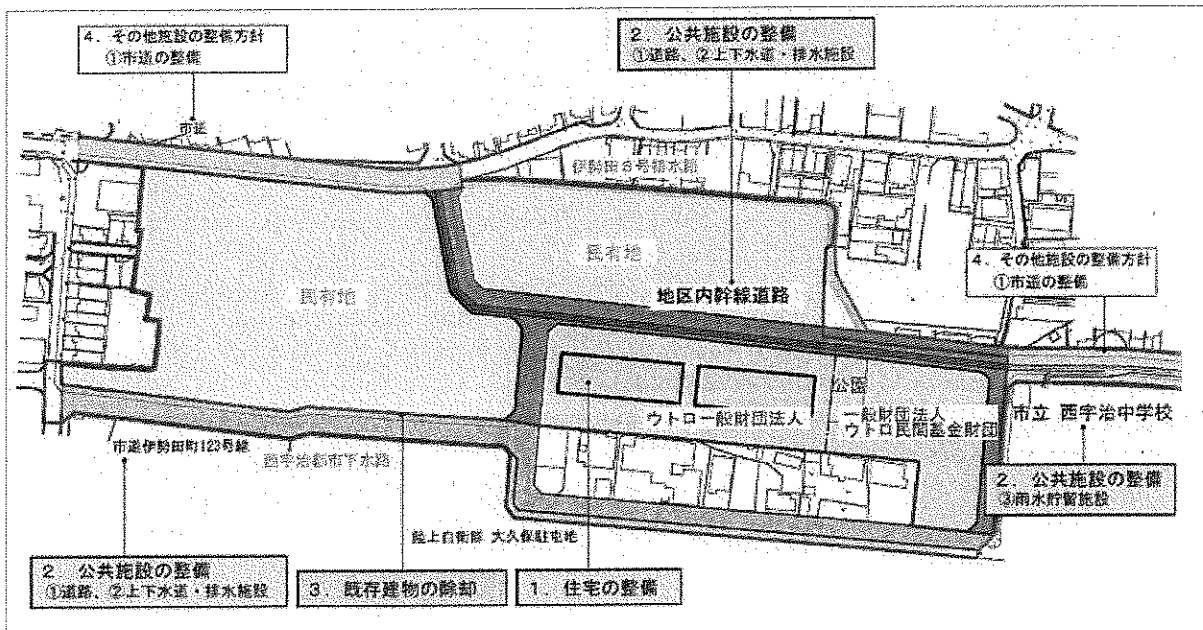 4．その他施設の整備方針
①市道の整備
2．公共施設の整備
①道路、②上下水道・排水施設
市道
伊勢田8号排水路
民有地
民有地
地区内幹線道路
4．その他施設の整備方針
①市道の整備
公園
ウトロ一般財団法人
一般財団法人
ウトロ民間基金財団
市立 西宇治中学校
市道伊勢田町123号線
西宇治都市下水路
2．公共施設の整備
③雨水貯留施設
陸上自衛隊 大久保駐屯地
2．公共施設の整備
①道路、②上下水道・排水施設
3．既存建物の除却
1．住宅の整備